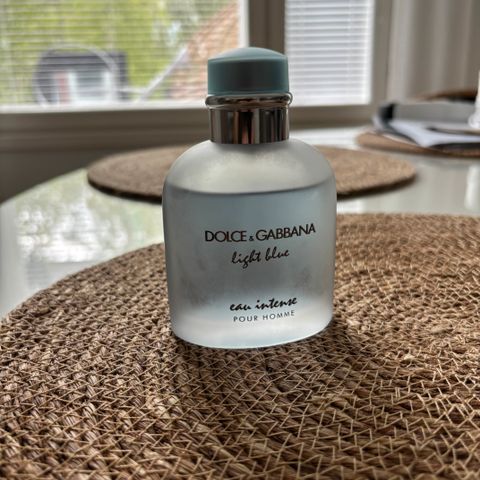 DOLCE & GABBANA
light blue
eau intense
POUR HOMME